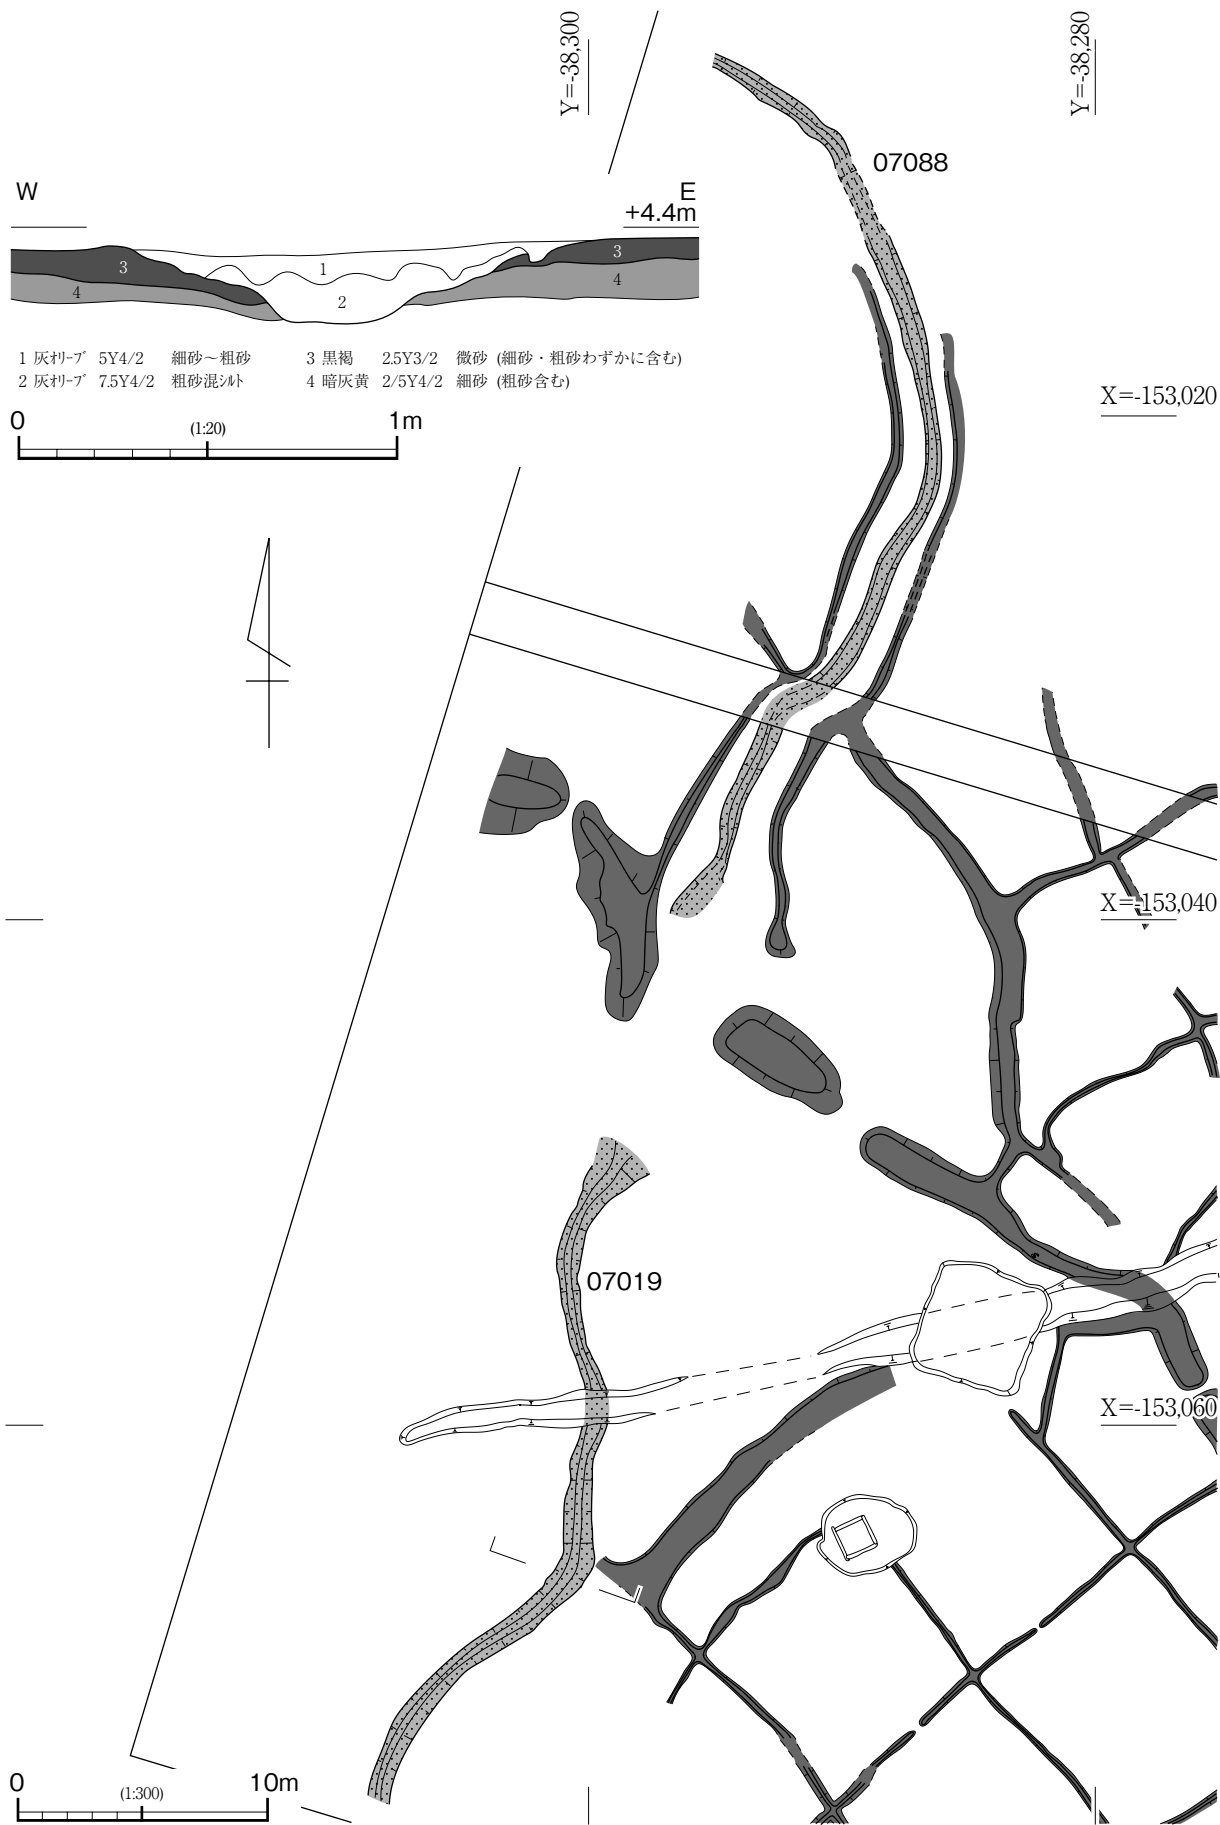 Y=-38,300
Y=-38,280
07088
W
E
+4.4m
3
1
3
4
2
4
1 灰ｵﾘｰﾌﾞ 5Y4/2 細砂～粗砂
2 灰ｵﾘｰﾌﾞ 7.5Y4/2 粗砂混ｼﾙﾄ
3 黒褐 2.5Y3/2 微砂 (細砂・粗砂わずかに含む)
4 暗灰黄 2/5Y4/2 細砂 (粗砂含む)
0 (1:20) 1m
X=-153,020
X=-153,040
07019
X=-153,060
0 (1:300) 10m